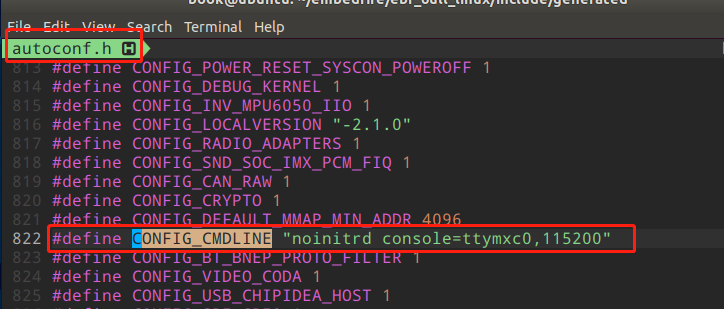 book@ubuntu: ~/embedfire/ebf_6ull_linux/include/generated
File Edit View Search Terminal Help
autoconf.h H
813 #define CONFIG_POWER_RESET_SYSCON_POWEROFF 1
814 #define CONFIG_DEBUG_KERNEL 1
815 #define CONFIG_INV_MPU6050_IIO 1
816 #define CONFIG_LOCALVERSION "-2.1.0"
817 #define CONFIG_RADIO_ADAPTERS 1
818 #define CONFIG_SND_SOC_IMX_PCM_FIQ 1
819 #define CONFIG_CAN_RAW 1
820 #define CONFIG_CRYPTO 1
821 #define CONFIG_DEFAULT_MMAP_MIN_ADDR 4096
822 #define CONFIG_CMDLINE "noinitrd console=ttymxc0,115200"
823 #define CONFIG_BT_BNEP_PROTO_FILTER 1
824 #define CONFIG_VIDEO_CODA 1
825 #define CONFIG_USB_CHIPIDEA_HOST 1